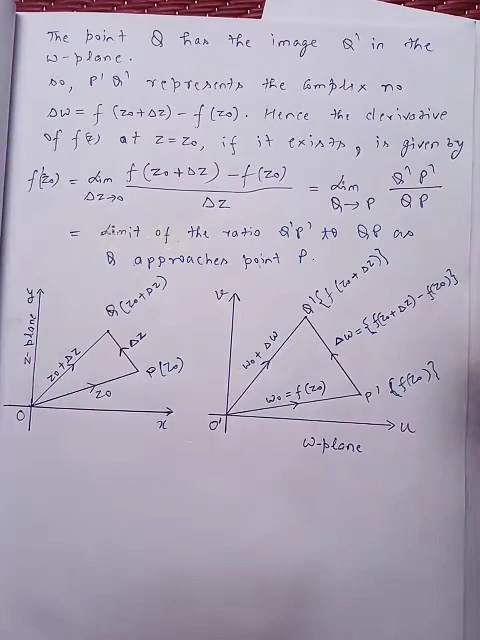 The point Q has the image Q' in the
w-plane.
so, P'Q' represents the complex no
Δw = f(z0+Δz) - f(z0). Hence the derivative
of f(z) at z=z0, if it exists, is given by
f'(z0) = lim Δz→0 f(z0+Δz) - f(z0) / Δz = lim Q→P Q'P' / QP
= limit of the ratio Q'P' to QP as
Q approaches point P.
z-plane y
Q(z0+Δz)
z0+Δz
Δz
P(z0)
z0
O
x
v
Q'{f(z0+Δz)}
w0+Δw
Δw={f(z0+Δz)-f(z0)}
w0=f(z0)
P' {f(z0)}
O'
u
w-plane